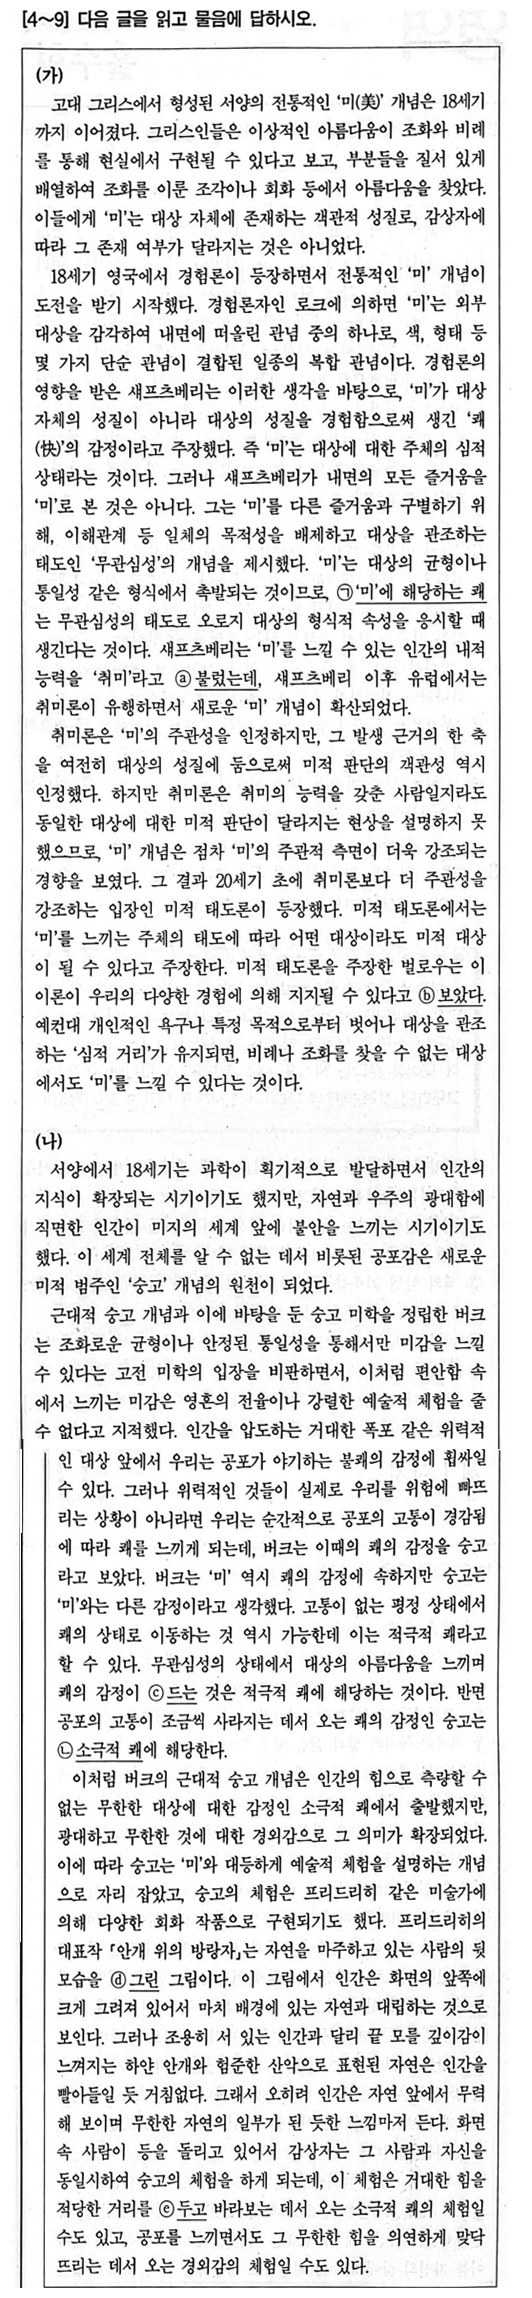 [4~9] 다음 글을 읽고 물음에 답하시오.
(가)
고대 그리스에서 형성된 서양의 전통적인 ‘미(美)’ 개념은 18세기
까지 이어졌다. 그리스인들은 이상적인 아름다움이 조화와 비례
를 통해 현실에서 구현될 수 있다고 보고, 부분들을 질서 있게
배열하여 조화를 이룬 조각이나 회화 등에서 아름다움을 찾았다.
이들에게 ‘미’는 대상 자체에 존재하는 객관적 성질로, 감상자에
따라 그 존재 여부가 달라지는 것은 아니었다.
18세기 영국에서 경험론이 등장하면서 전통적인 ‘미’ 개념이
도전을 받기 시작했다. 경험론자인 로크에 의하면 ‘미’는 외부
대상을 감각하여 내면에 떠올린 관념 중의 하나로, 색, 형태 등
몇 가지 단순 관념이 결합된 일종의 복합 관념이다. 경험론의
영향을 받은 섀프츠베리는 이러한 생각을 바탕으로, ‘미’가 대상
자체의 성질이 아니라 대상의 성질을 경험함으로써 생긴 ‘쾌
(快)’의 감정이라고 주장했다. 즉 ‘미’는 대상에 대한 주체의 심적
상태라는 것이다. 그러나 섀프츠베리가 내면의 모든 즐거움을
‘미’로 본 것은 아니다. 그는 ‘미’를 다른 즐거움과 구별하기 위
해, 이해관계 등 일체의 목적성을 배제하고 대상을 관조하는
태도인 ‘무관심성’의 개념을 제시했다. ‘미’는 대상의 균형이나
통일성 같은 형식에서 촉발되는 것이므로, ㉠‘미’에 해당하는 쾌
는 무관심성의 태도로 오로지 대상의 형식적 속성을 응시할 때
생긴다는 것이다. 섀프츠베리는 ‘미’를 느낄 수 있는 인간의 내적
능력을 ‘취미’라고 ⓐ불렀는데, 섀프츠베리 이후 유럽에서는
취미론이 유행하면서 새로운 ‘미’ 개념이 확산되었다.
취미론은 ‘미’의 주관성을 인정하지만, 그 발생 근거의 한 축
을 여전히 대상의 성질에 둠으로써 미적 판단의 객관성 역시
인정했다. 하지만 취미론은 취미의 능력을 갖춘 사람일지라도
동일한 대상에 대한 미적 판단이 달라지는 현상을 설명하지 못
했으므로, ‘미’ 개념은 점차 ‘미’의 주관적 측면이 더욱 강조되는
경향을 보였다. 그 결과 20세기 초에 취미론보다 더 주관성을
강조하는 입장인 미적 태도론이 등장했다. 미적 태도론에서는
‘미’를 느끼는 주체의 태도에 따라 어떤 대상이라도 미적 대상
이 될 수 있다고 주장한다. 미적 태도론을 주장한 벌로우는 이
이론이 우리의 다양한 경험에 의해 지지될 수 있다고 ⓑ보았다.
예컨대 개인적인 욕구나 특정 목적으로부터 벗어나 대상을 관조
하는 ‘심적 거리’가 유지되면, 비례나 조화를 찾을 수 없는 대상
에서도 ‘미’를 느낄 수 있다는 것이다.
(나)
서양에서 18세기는 과학이 획기적으로 발달하면서 인간의
지식이 확장되는 시기이기도 했지만, 자연과 우주의 광대함에
직면한 인간이 미지의 세계 앞에 불안을 느끼는 시기이기도
했다. 이 세계 전체를 알 수 없는 데서 비롯된 공포감은 새로운
미적 범주인 ‘숭고’ 개념의 원천이 되었다.
근대적 숭고 개념과 이에 바탕을 둔 숭고 미학을 정립한 버크
는 조화로운 균형이나 안정된 통일성을 통해서만 미감을 느낄
수 있다는 고전 미학의 입장을 비판하면서, 이처럼 편안함 속
에서 느끼는 미감은 영혼의 전율이나 강렬한 예술적 체험을 줄
수 없다고 지적했다. 인간을 압도하는 거대한 폭포 같은 위력적
인 대상 앞에서 우리는 공포가 야기하는 불쾌의 감정에 휩싸일
수 있다. 그러나 위력적인 것들이 실제로 우리를 위험에 빠뜨
리는 상황이 아니라면 우리는 순간적으로 공포의 고통이 경감됨
에 따라 쾌를 느끼게 되는데, 버크는 이때의 쾌의 감정을 숭고
라고 보았다. 버크는 ‘미’ 역시 쾌의 감정에 속하지만 숭고는
‘미’와는 다른 감정이라고 생각했다. 고통이 없는 평정 상태에서
쾌의 상태로 이동하는 것 역시 가능한데 이는 적극적 쾌라고
할 수 있다. 무관심성의 상태에서 대상의 아름다움을 느끼며
쾌의 감정이 ⓒ드는 것은 적극적 쾌에 해당하는 것이다. 반면
공포의 고통이 조금씩 사라지는 데서 오는 쾌의 감정인 숭고는
㉡소극적 쾌에 해당한다.
이처럼 버크의 근대적 숭고 개념은 인간의 힘으로 측량할 수
없는 무한한 대상에 대한 감정인 소극적 쾌에서 출발했지만,
광대하고 무한한 것에 대한 경외감으로 그 의미가 확장되었다.
이에 따라 숭고는 ‘미’와 대등하게 예술적 체험을 설명하는 개념
으로 자리 잡았고, 숭고의 체험은 프리드리히 같은 미술가에
의해 다양한 회화 작품으로 구현되기도 했다. 프리드리히의
대표작 「안개 위의 방랑자」는 자연을 마주하고 있는 사람의 뒷
모습을 ⓓ그린 그림이다. 이 그림에서 인간은 화면의 앞쪽에
크게 그려져 있어서 마치 배경에 있는 자연과 대립하는 것으로
보인다. 그러나 조용히 서 있는 인간과 달리 끝 모를 깊이감이
느껴지는 하얀 안개와 험준한 산악으로 표현된 자연은 인간을
빨아들일 듯 거침없다. 그래서 오히려 인간은 자연 앞에서 무력
해 보이며 무한한 자연의 일부가 된 듯한 느낌마저 든다. 화면
속 사람이 등을 돌리고 있어서 감상자는 그 사람과 자신을
동일시하여 숭고의 체험을 하게 되는데, 이 체험은 거대한 힘을
적당한 거리를 ⓔ두고 바라보는 데서 오는 소극적 쾌의 체험일
수도 있고, 공포를 느끼면서도 그 무한한 힘을 의연하게 맞닥
뜨리는 데서 오는 경외감의 체험일 수도 있다.